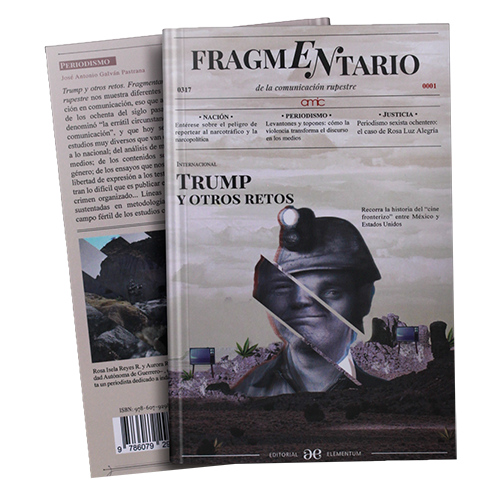 FRAGMENTARIO
de la comunicación rupestre
0317
0001
amic
• NACIÓN •
Entérese sobre el peligro de
reportear al narcotráfico y la
narcopolítica
• PERIODISMO •
Levantones y topones: cómo la
violencia transforma el discurso
en los medios
• JUSTICIA •
Periodismo sexista ochentero:
el caso de Rosa Luz Alegría
INTERNACIONAL
TRUMP
Y OTROS RETOS
Recorra la historia del "cine
fronterizo" entre México y
Estados Unidos
EDITORIAL
ELEMENTUM
PERIODISMO
José Antonio Galván Pastrana
Trump y otros retos. Fragmentar
rupestre nos muestra diferentes
ción en comunicación, eso que
de los ochenta del siglo pas
denominó "la errátil circunstan
comunicación", y que hoy
estudios muy diversos que van
a lo nacional; del análisis de
medios; de los contenidos
género; de los ensayos que nos
libertad de expresión a los test
tran lo difícil que es publicar
crimen organizado... Líneas
sustentadas en metodologías
campo fértil de los estudios
Rosa Isela Reyes R. y Aurora
dad Autónoma de Guerrero
ta un periodista dedicado a
ISBN: 978-607-9
9 786079